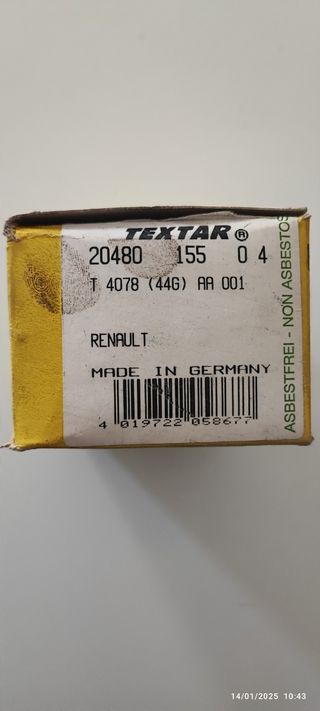 TEXTAR ®
20480 155 0 4
T 4078 (44G) AA 001
RENAULT
MADE IN GERMANY
4 019722 058677
ASBESTFREI - NON ASBESTOS
14/01/2025 10:43